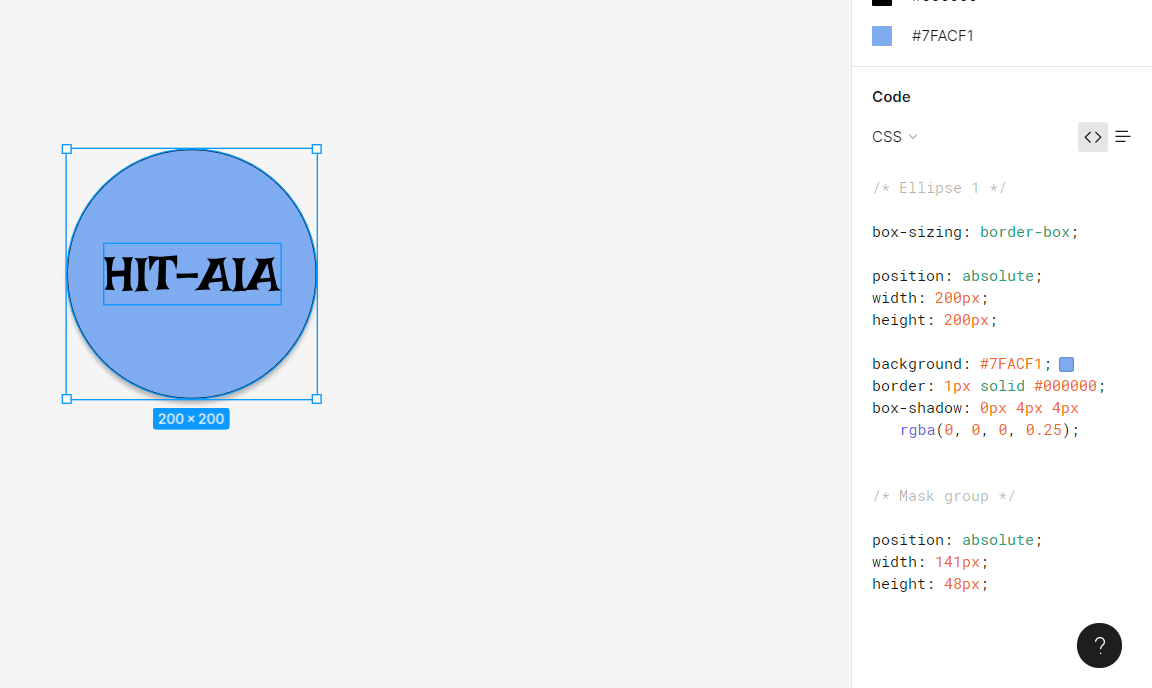 #7FACF1
Code
CSS
/* Ellipse 1 */
box-sizing: border-box;
position: absolute;
width: 200px;
height: 200px;
background: #7FACF1;
border: 1px solid #000000;
box-shadow: 0px 4px 4px
rgba(0, 0, 0, 0.25);
/* Mask group */
position: absolute;
width: 141px;
height: 48px;
?
HIT-AIA
200 × 200